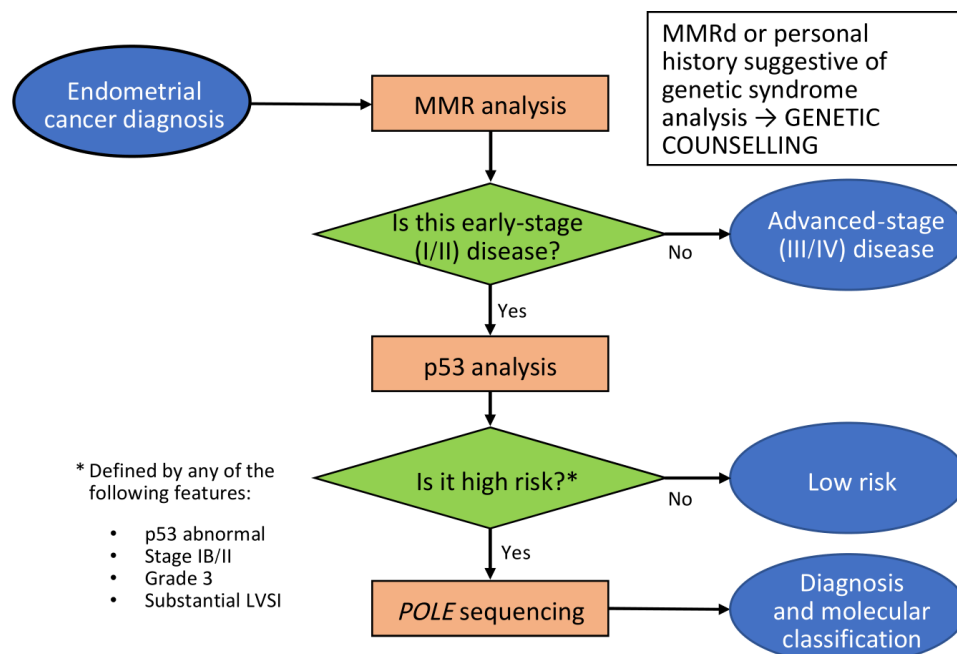 Endometrial
cancer diagnosis
MMR analysis
MMRd or personal
history suggestive of
genetic syndrome
analysis → GENETIC
COUNSELLING
Is this early-stage
(I/II) disease?
No
Advanced-stage
(III/IV) disease
Yes
p53 analysis
* Defined by any of the
following features:
• p53 abnormal
• Stage IB/II
• Grade 3
• Substantial LVSI
Is it high risk?*
No
Low risk
Yes
POLE sequencing
Diagnosis
and molecular
classification